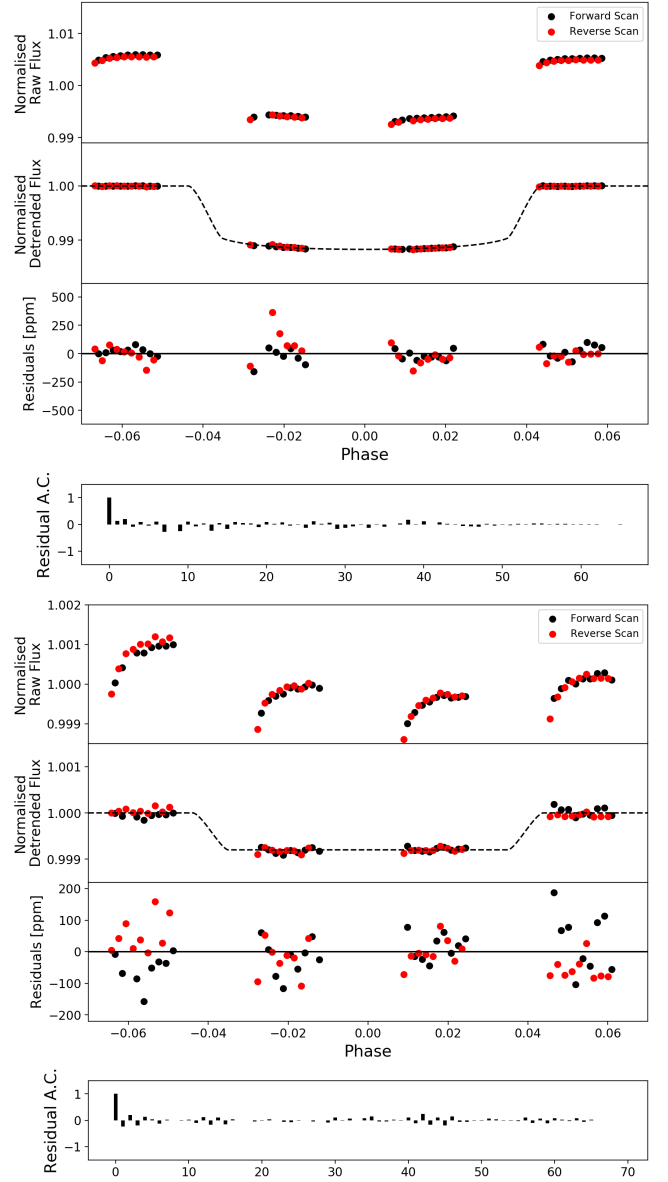 Forward Scan
Reverse Scan
1.01
1.00
0.99
Normalised
Raw Flux
1.00
0.99
Normalised
Detrended Flux
500
250
0
−250
−500
Residuals [ppm]
−0.06 −0.04 −0.02 0.00 0.02 0.04 0.06
Phase
1
0
−1
Residual A.C.
0 10 20 30 40 50 60
1.002
1.001
1.000
0.999
Normalised
Raw Flux
Forward Scan
Reverse Scan
1.001
1.000
0.999
Normalised
Detrended Flux
200
100
0
−100
−200
Residuals [ppm]
−0.06 −0.04 −0.02 0.00 0.02 0.04 0.06
Phase
1
0
−1
Residual A.C.
0 10 20 30 40 50 60 70